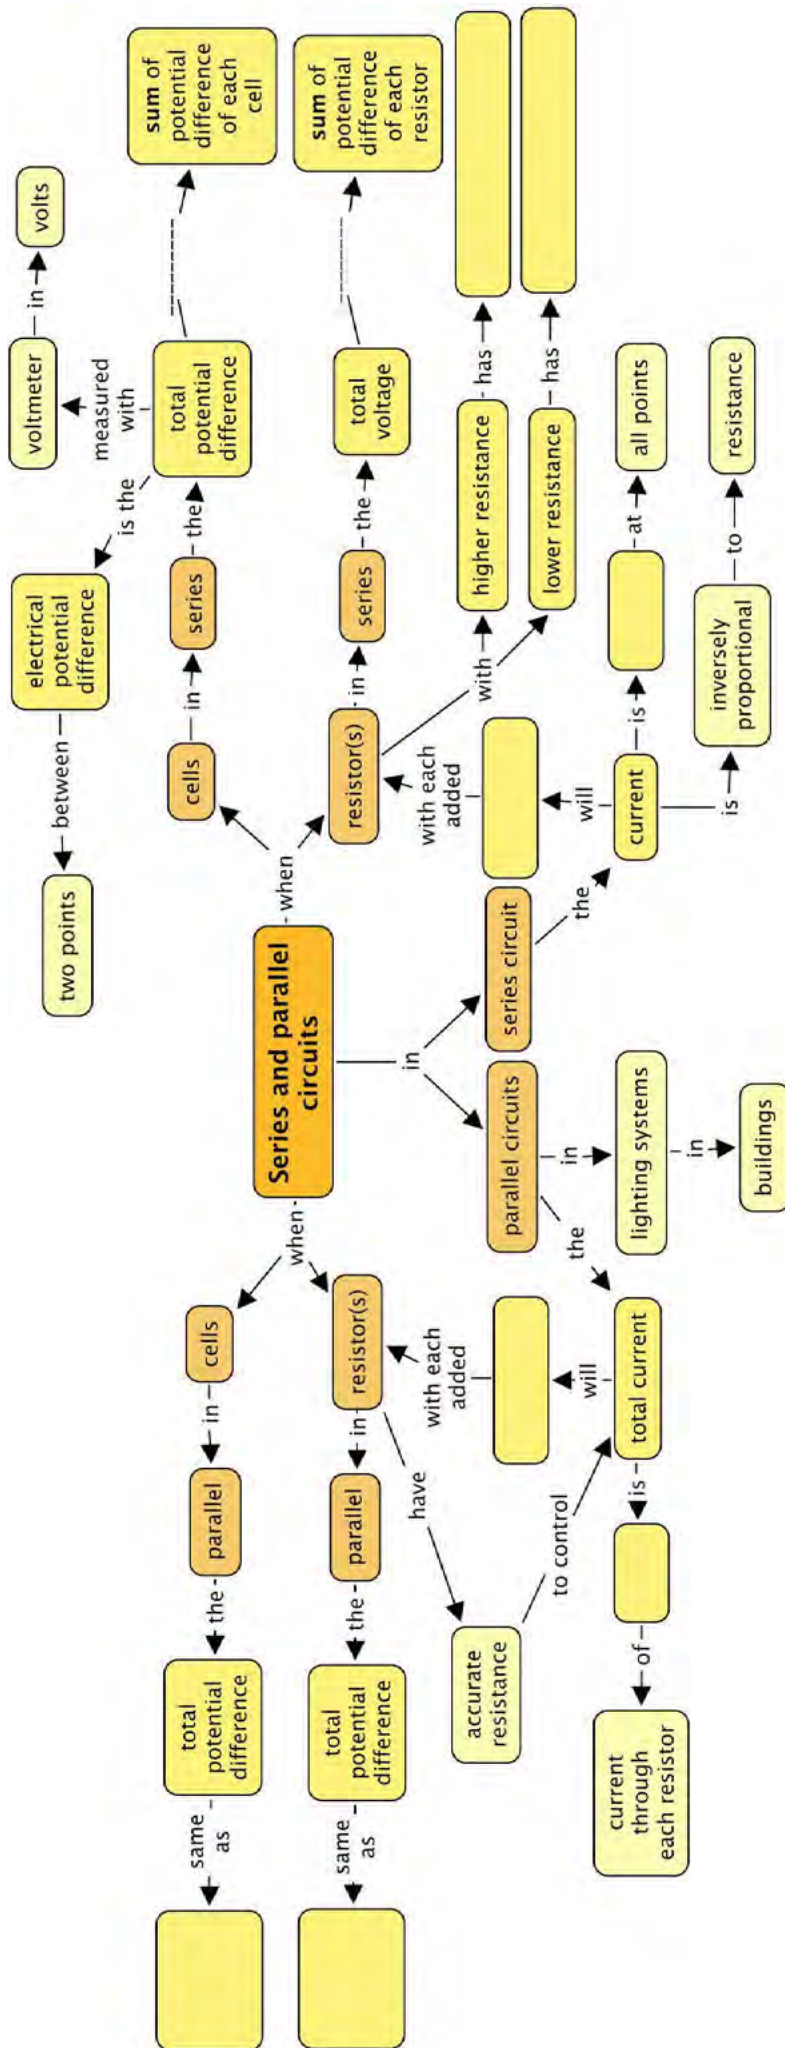 two points
between
electrical
potential
difference
is the
voltmeter
in
volts
measured
with
cells
in
series
the
total
potential
difference
sum of
potential
difference
of each
cell
when
resistor(s)
in
series
the
total
voltage
sum of
potential
difference
of each
resistor
with
higher resistance
has
lower resistance
has
Series and parallel
circuits
in
series circuit
the
current
will
with each
added
is
at
all points
is
inversely
proportional
to
resistance
parallel circuits
in
lighting systems
in
buildings
the
total current
will
with each
added
is
of
current
through
each resistor
when
cells
in
parallel
the
total
potential
difference
same
as
resistor(s)
in
parallel
the
total
potential
difference
same
as
have
accurate
resistance
to control